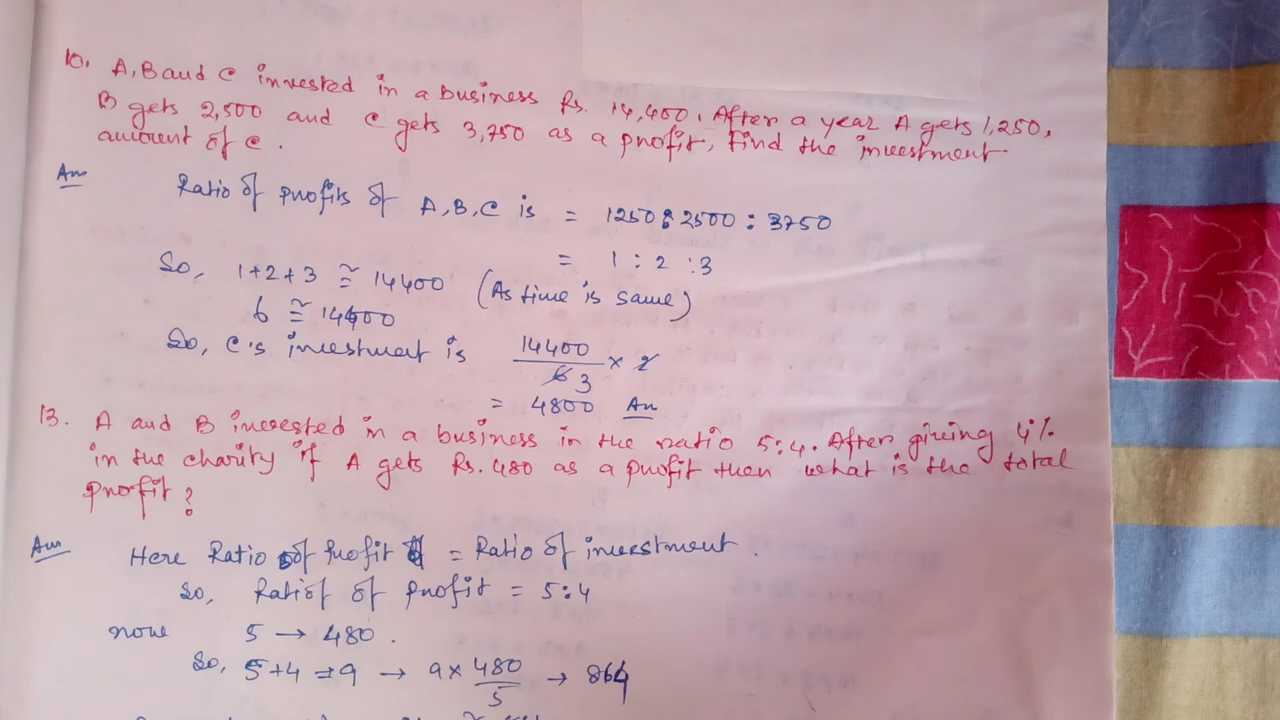 10. A, B and C invested in a business Rs. 14,400. After a year A gets 1,250,
B gets 2,500 and C gets 3,750 as a profit, Find the investment
amount of C.
Ans
Ratio of profits of A, B, C is = 1250 : 2500 : 3750
= 1 : 2 : 3
So, 1+2+3 ≅ 14400 (As time is same)
6 ≅ 14400
So, C's investment is 14400/6 3 × 2
= 4800 An
13. A and B invested in a business in the ratio 5:4. After giving 4%
in the charity if A gets Rs. 480 as a profit then what is the total
profit?
Ans
Here Ratio of Profit = Ratio of investment.
So, Ratiof of profit = 5:4
now 5 → 480.
So, 5+4 = 9 → 9 × 480/5 → 864